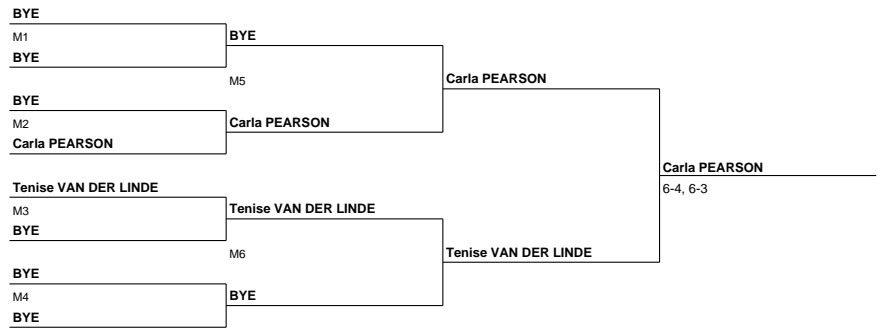 BYE
M1
BYE
BYE
M5
BYE
M2
Carla PEARSON
Carla PEARSON
Carla PEARSON
Carla PEARSON
6-4, 6-3
Tenise VAN DER LINDE
M3
BYE
Tenise VAN DER LINDE
M6
Tenise VAN DER LINDE
BYE
M4
BYE
BYE